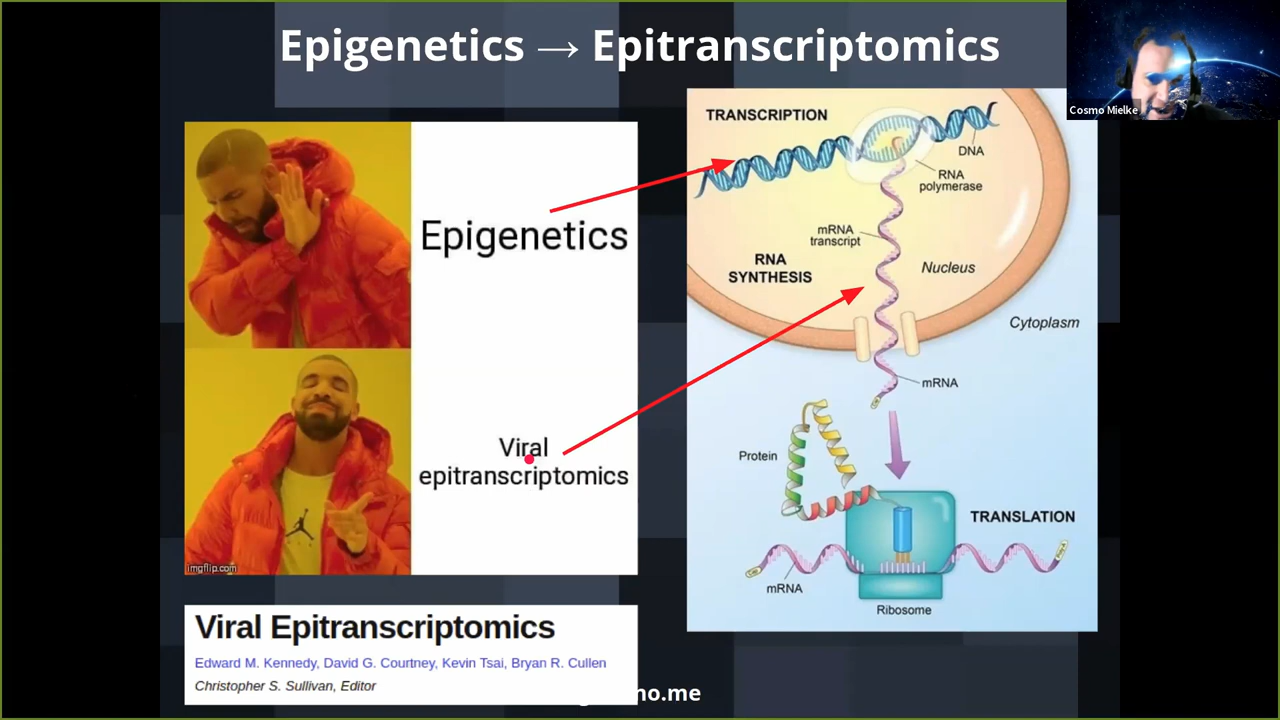 Epigenetics → Epitranscriptomics
Cosmo Mielke
Epigenetics
Viral
epitranscriptomics
imgflip.com
TRANSCRIPTION
DNA
RNA
polymerase
mRNA
transcript
RNA
SYNTHESIS
Nucleus
Cytoplasm
mRNA
Protein
TRANSLATION
mRNA
Ribosome
Viral Epitranscriptomics
Edward M. Kennedy, David G. Courtney, Kevin Tsai, Bryan R. Cullen
Christopher S. Sullivan, Editor